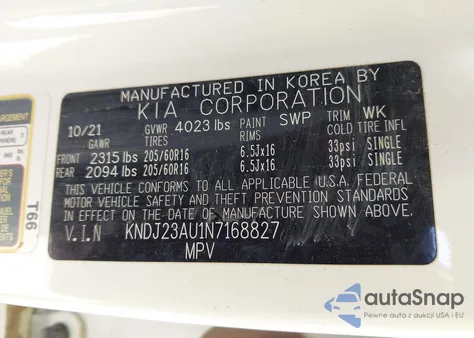 MANUFACTURED IN KOREA BY
KIA CORPORATION
10/21 GVWR 4023 lbs PAINT SWP TRIM WK
GAWR TIRES RIMS COLD TIRE INFL
FRONT 2315 lbs 205/60R16 6.5Jx16 33psi SINGLE
REAR 2094 lbs 205/60R16 6.5Jx16 33psi SINGLE
THIS VEHICLE CONFORMS TO ALL APPLICABLE U.S.A. FEDERAL
MOTOR VEHICLE SAFETY AND THEFT PREVENTION STANDARDS
IN EFFECT ON THE DATE OF MANUFACTURE SHOWN ABOVE.
V.I.N KNDJ23AU1N7168827
MPV
T66
autoSnap
Pomoc w zakupie i aukcji USA i EU